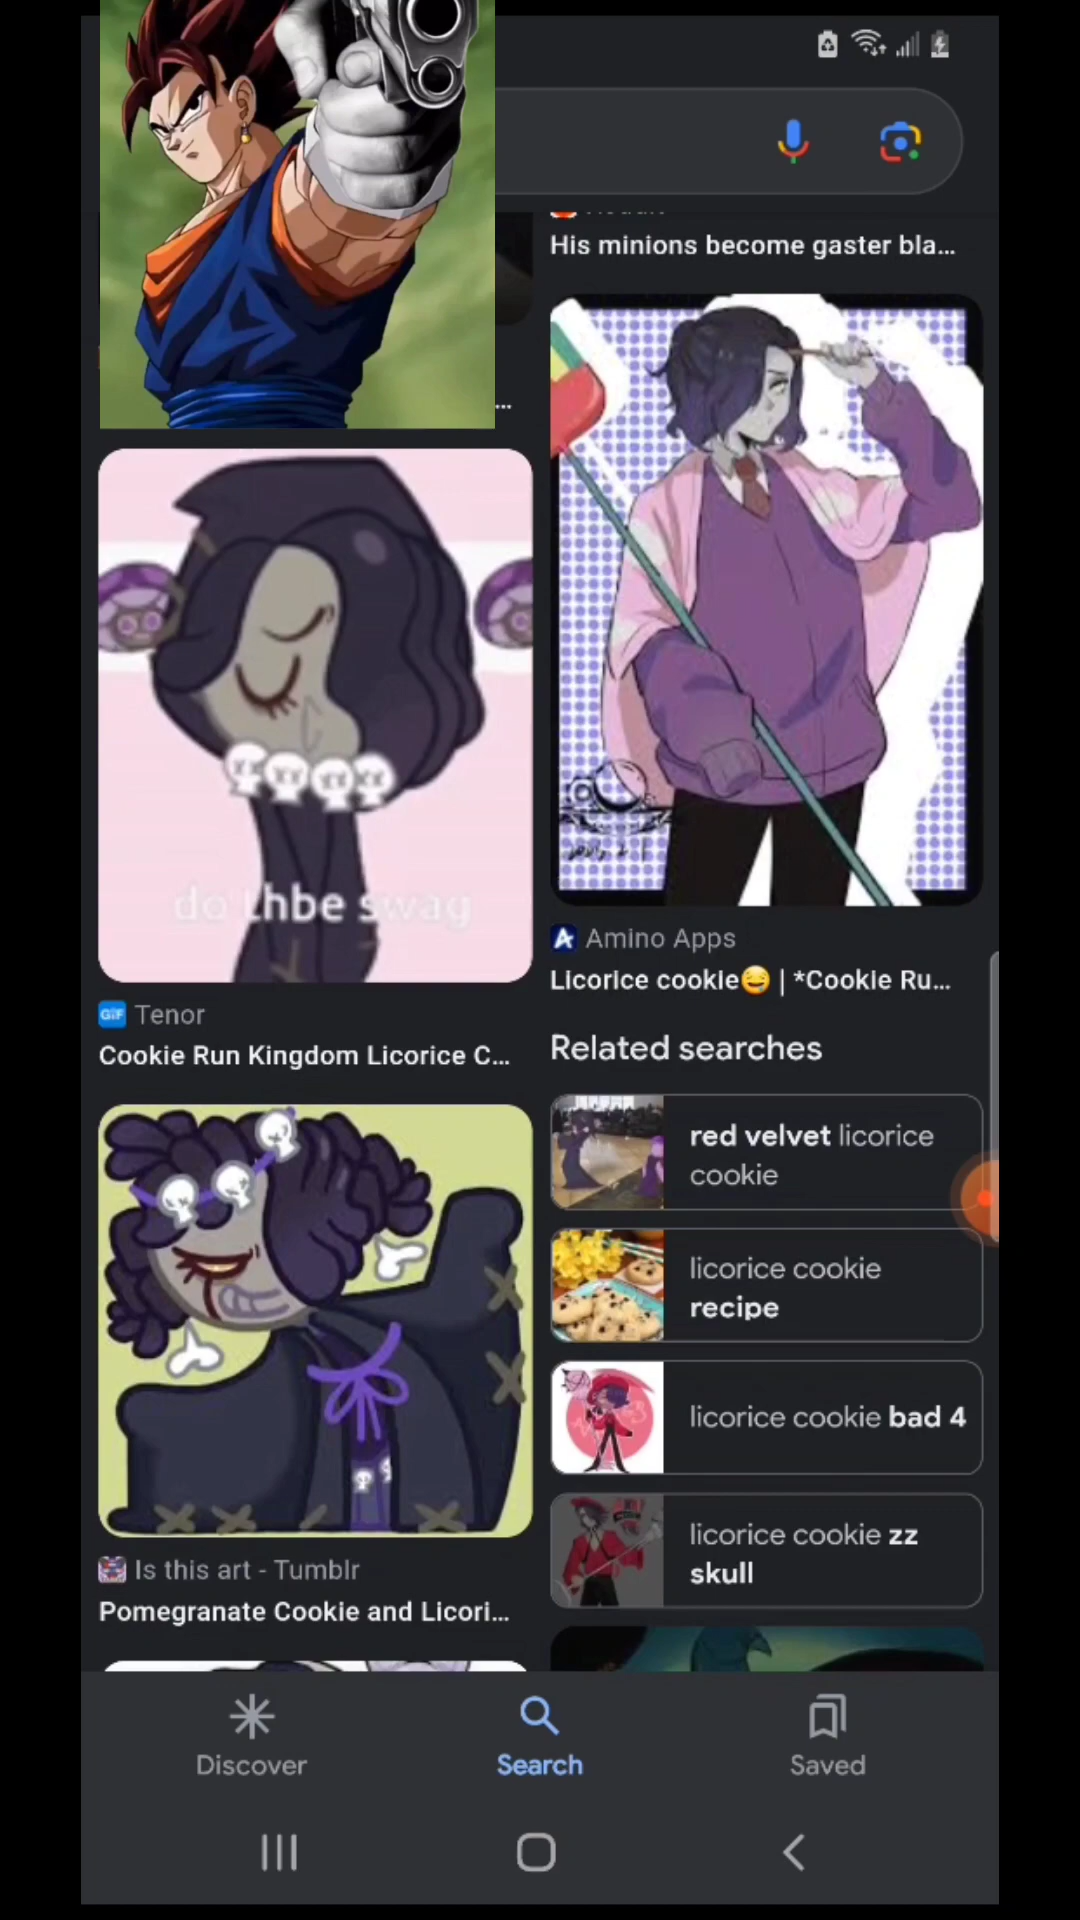 His minions become gaster bla...
...
do thbe swag
GIF Tenor
Cookie Run Kingdom Licorice C...
Amino Apps
Licorice cookie🤤 | *Cookie Ru...
Related searches
red velvet licorice
cookie
licorice cookie
recipe
licorice cookie bad 4
licorice cookie zz
skull
Is this art - Tumblr
Pomegranate Cookie and Licori...
Discover
Search
Saved